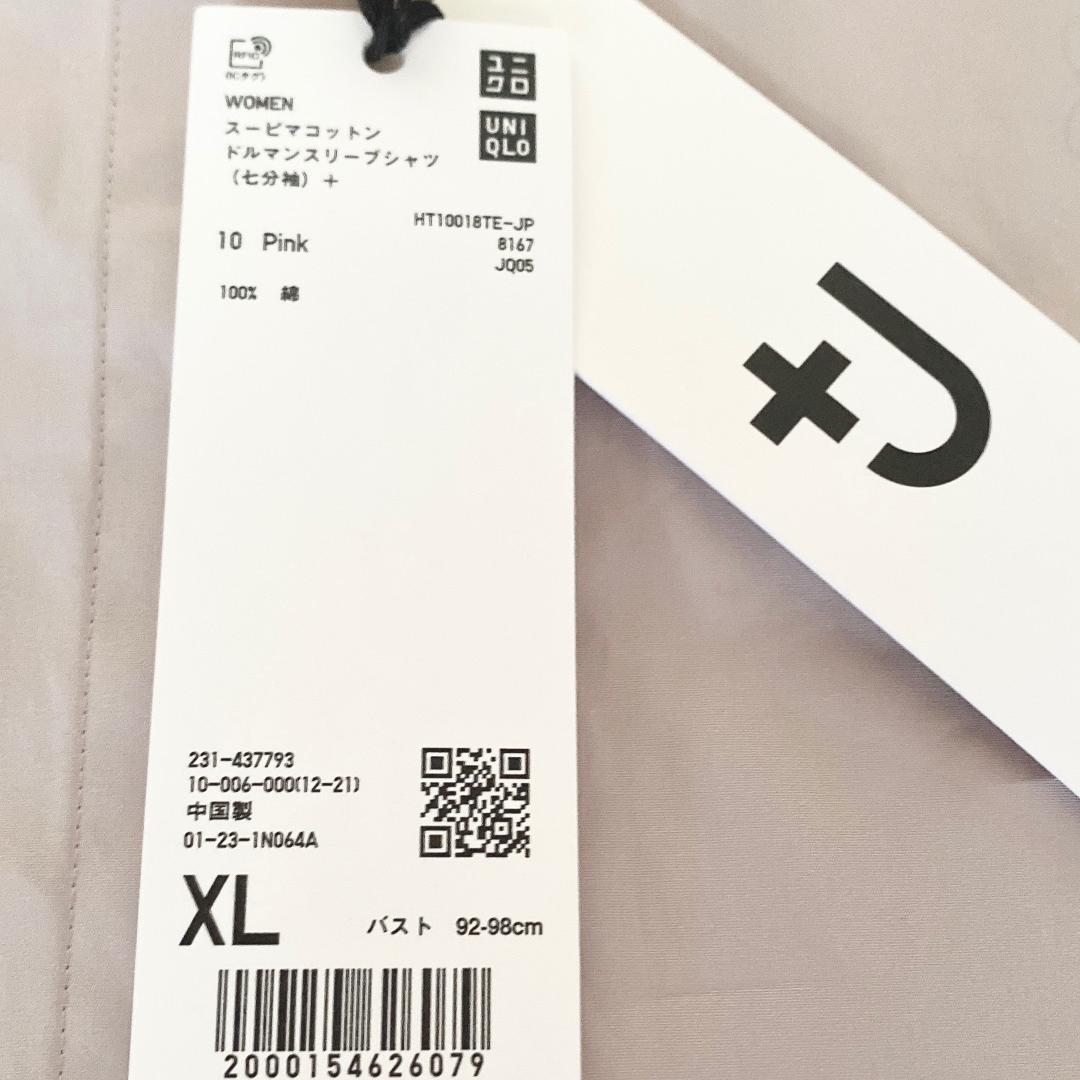 RFID
(ICタグ)
ユニ
クロ
UNI
QLO
WOMEN
スーピマコットン
ドルマンスリーブシャツ
（七分袖）＋
HT10018TE-JP
8167
JQ05
10 Pink
100% 綿
+J
231-437793
10-006-000(12-21)
中国製
01-23-1N064A
XL
バスト 92-98cm
2000154626079